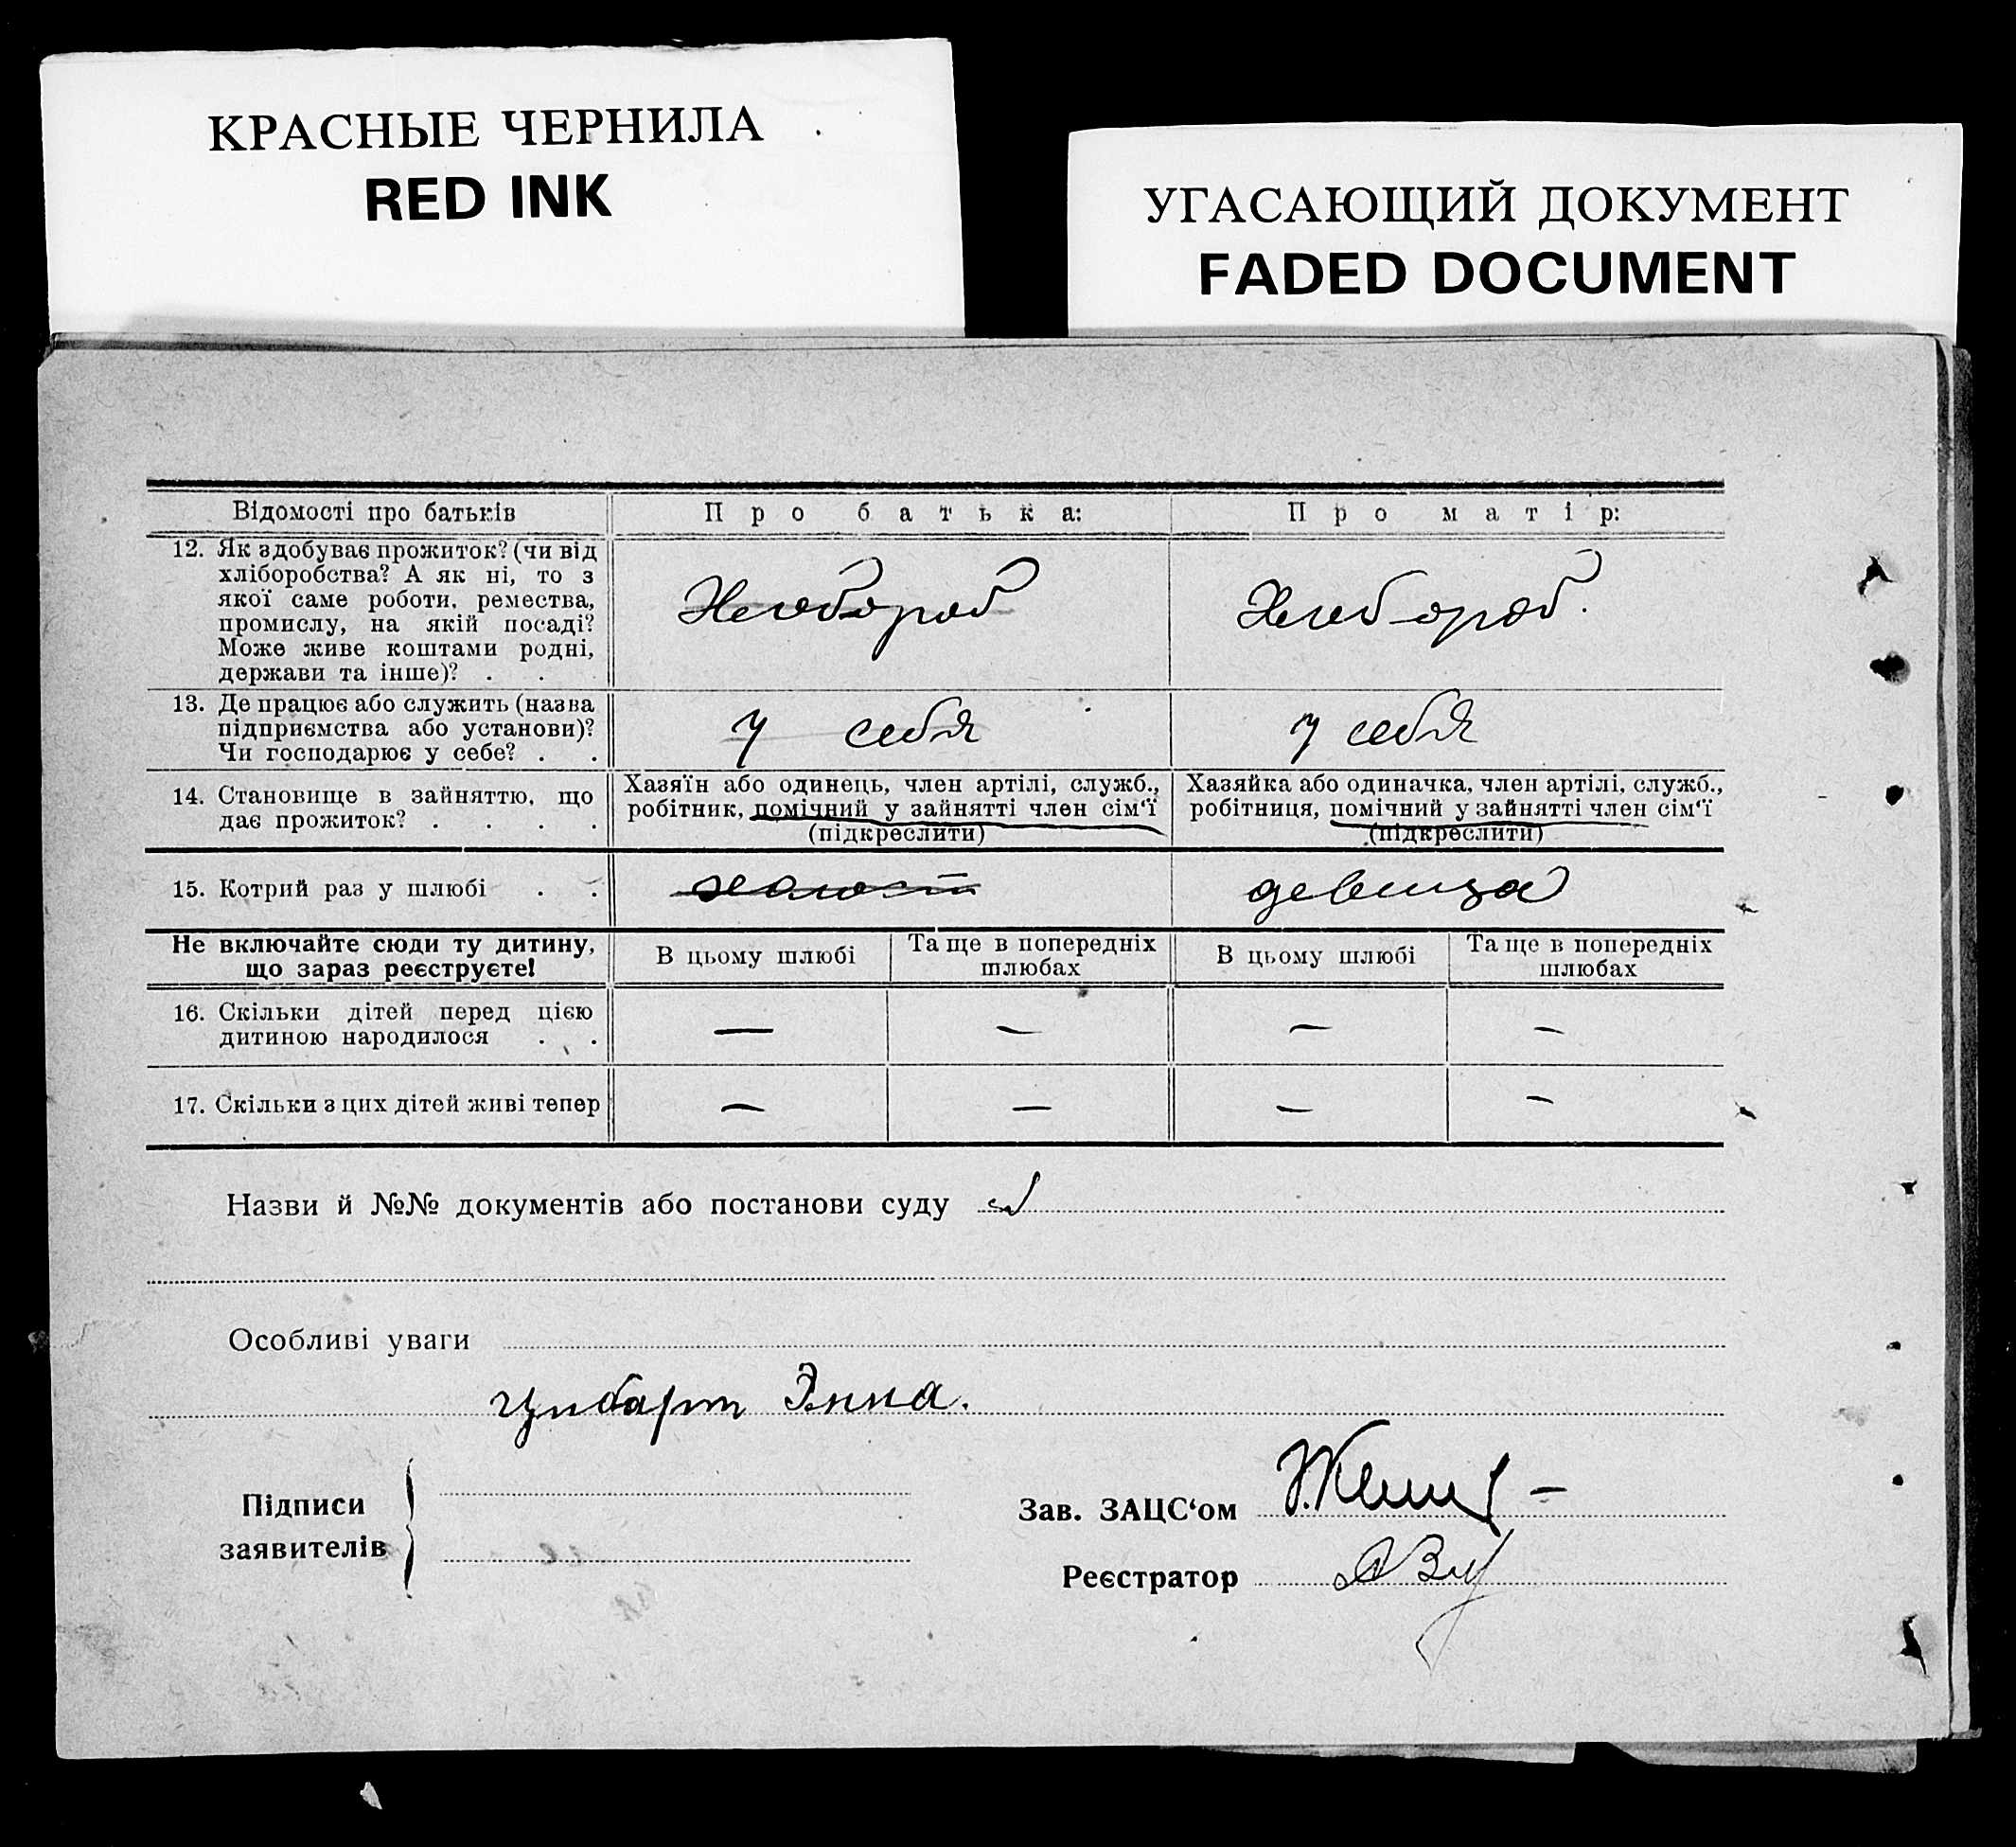 КРАСНЫЕ ЧЕРНИЛА
RED INK
УГАСАЮЩИЙ ДОКУМЕНТ
FADED DOCUMENT
Відомості про батьків Про батька: Про матір:
12. Як здобуває прожиток? (чи від
хліборобства? А як ні, то з
якої саме роботи, ремества,
промислу, на якій посаді?
Може живе коштами родні,
держави та інше)? . .
Хлебороб Хлебороб.
13. Де працює або служить (назва
підприємства або установи)?
Чи господарює у себе? . .
у себя у себя
14. Становище в зайняттю, що
дає прожиток? . . . .
Хазяїн або одинець, член артілі, служб.,
робітник, помічний у зайнятті член сім‘ї
(підкреслити)
Хазяйка або одиначка, член артілі, служб.,
робітниця, помічний у зайнятті член сім‘ї
(підкреслити)
15. Котрий раз у шлюбі . . холост девица
Не включайте сюди ту дитину,
що зараз реєструєте!
В цьому шлюбі
Та ще в попередніх
шлюбах
В цьому шлюбі
Та ще в попередніх
шлюбах
16. Скільки дітей перед цією
дитиною народилося . .
— — — —
17. Скільки з цих дітей живі тепер — — — —
Назви й №№ документів або постанови суду
Особливі уваги
Підписи
заявителів
Зав. ЗАЦС‘ом
Реєстратор